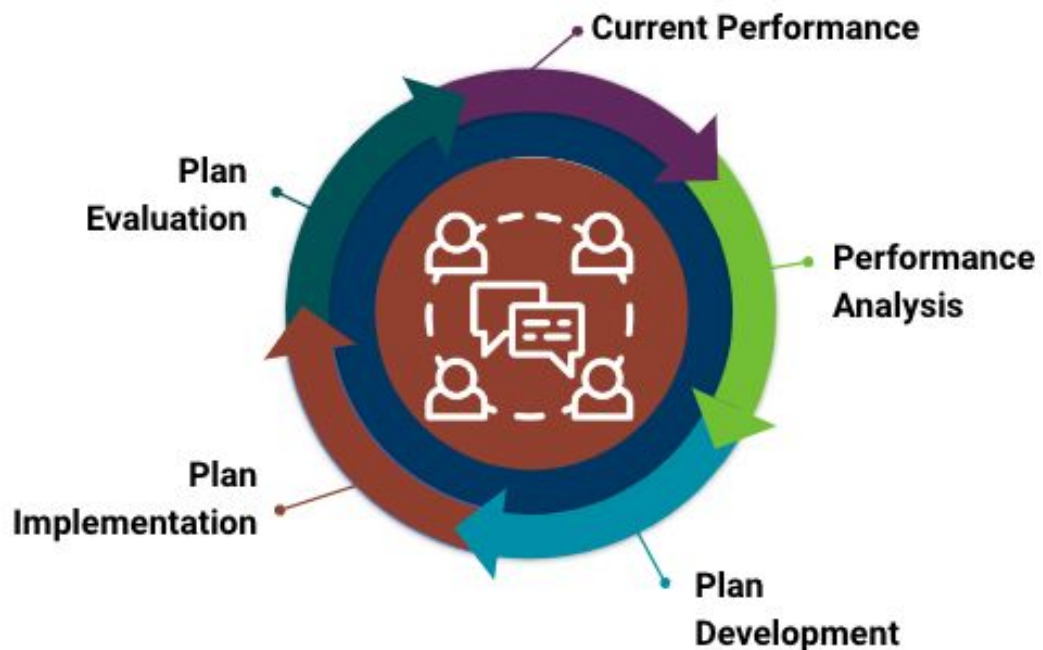 Current Performance
Performance
Analysis
Plan
Development
Plan
Implementation
Plan
Evaluation